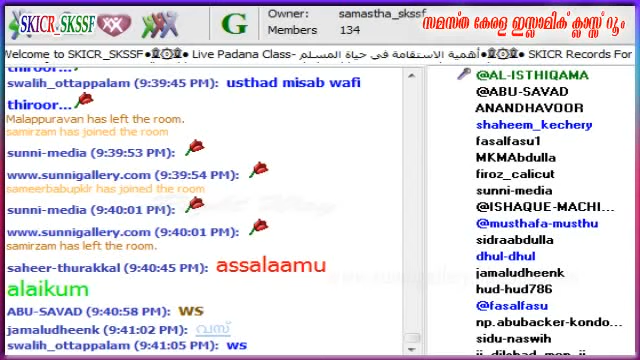 SKICR SKSSF
G
Owner: samastha_skssf
Members 134
സമസ്ത കേരള ഇസ്ലാമിക് ക്ലാസ്സ് റൂം
Welcome to SKICR_SKSSF
Live Padana Class- أهمية الاستقامة في حياة المسلم
SKICR Records For
thiroor...
swalih_ottappalam (9:39:45 PM): usthad misab wafi
thiroor...
Malappuravan has left the room.
samirzam has joined the room
sunni-media (9:39:53 PM):
www.sunnigallery.com (9:39:54 PM):
sameerbabupklr has joined the room
sunni-media (9:40:01 PM):
www.sunnigallery.com (9:40:01 PM):
samirzam has left the room.
saheer-thurakkal (9:40:45 PM): assalaamu
alaikum
ABU-SAVAD (9:40:58 PM): ws
jamaludheenk (9:41:02 PM): വസ്
swalih_ottappalam (9:41:05 PM): ws
@AL-ISTHIQAMA
@ABU-SAVAD
ANANDHAVOOR
shaheem_kechery
fasalfasu1
MKMAbdulla
firoz_calicut
sunni-media
@ISHAQUE-MACHI...
@musthafa-musthu
sidraabdulla
dhul-dhul
jamaludheenk
hud-hud786
@fasalfasu
np.abubacker-kondo...
sidu-naswih